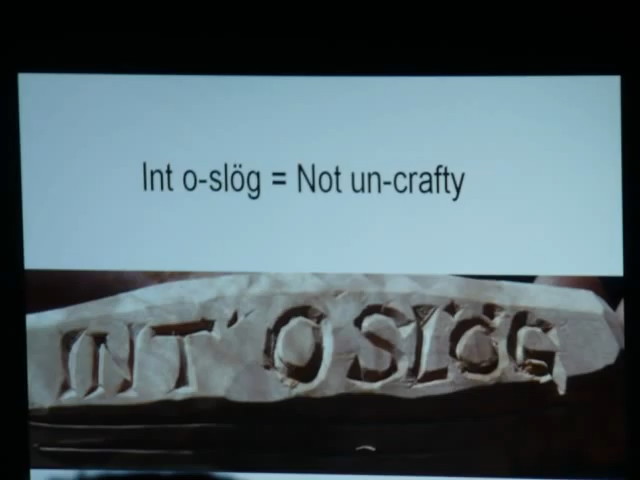 Int o-slög = Not un-crafty
INT' O SLÖG